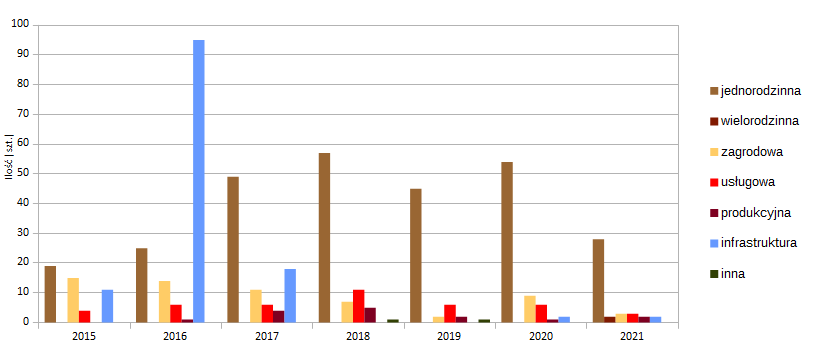 100
90
80
70
60
50
40
30
20
10
0
Ilość [szt.]
2015 2016 2017 2018 2019 2020 2021
jednorodzinna
wielorodzinna
zagrodowa
usługowa
produkcyjna
infrastruktura
inna